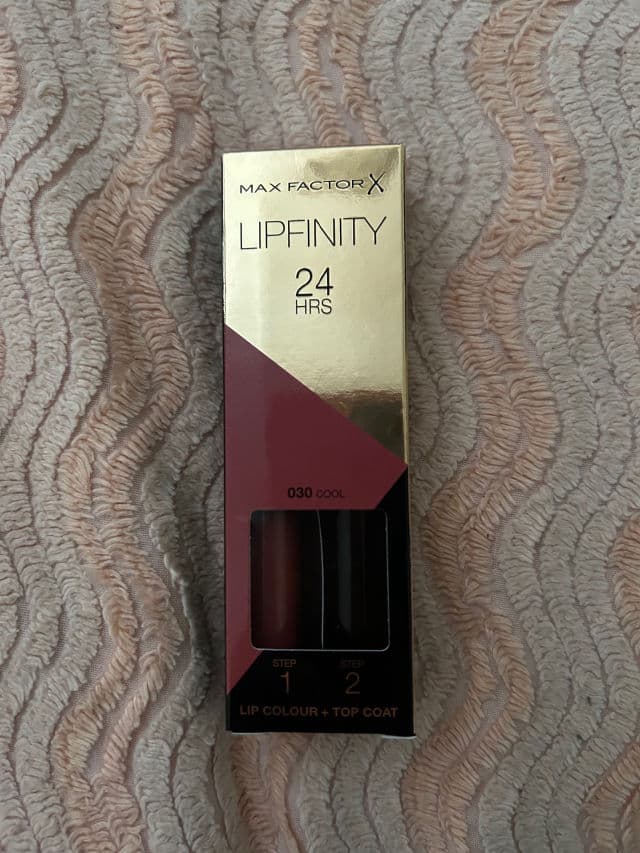 MAX FACTOR X
LIPFINITY
24
HRS
030 COOL
STEP STEP
1 2
LIP COLOUR + TOP COAT